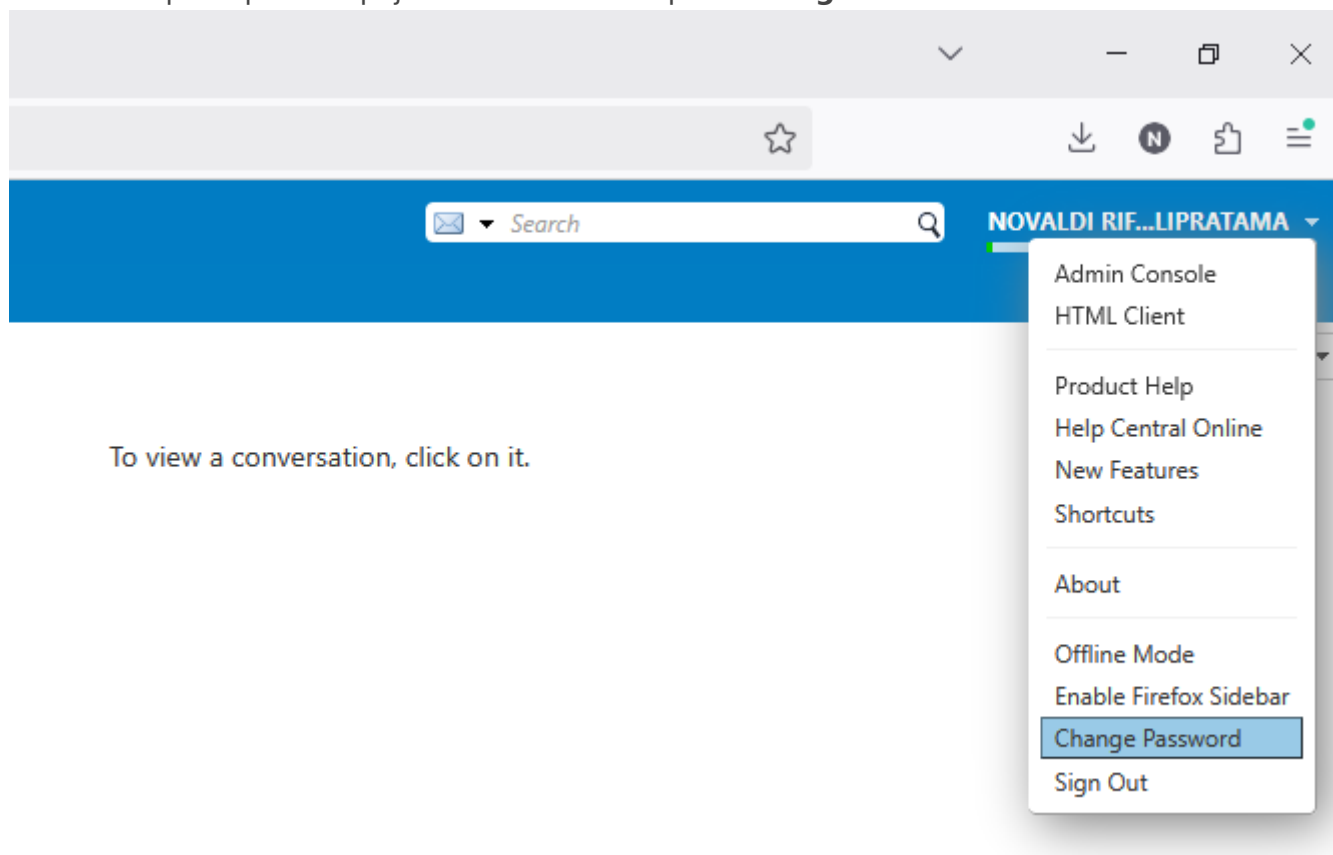 Search
NOVALDI RIF...LIPRATAMA
Admin Console
HTML Client
Product Help
Help Central Online
New Features
Shortcuts
About
Offline Mode
Enable Firefox Sidebar
Change Password
Sign Out
To view a conversation, click on it.
N